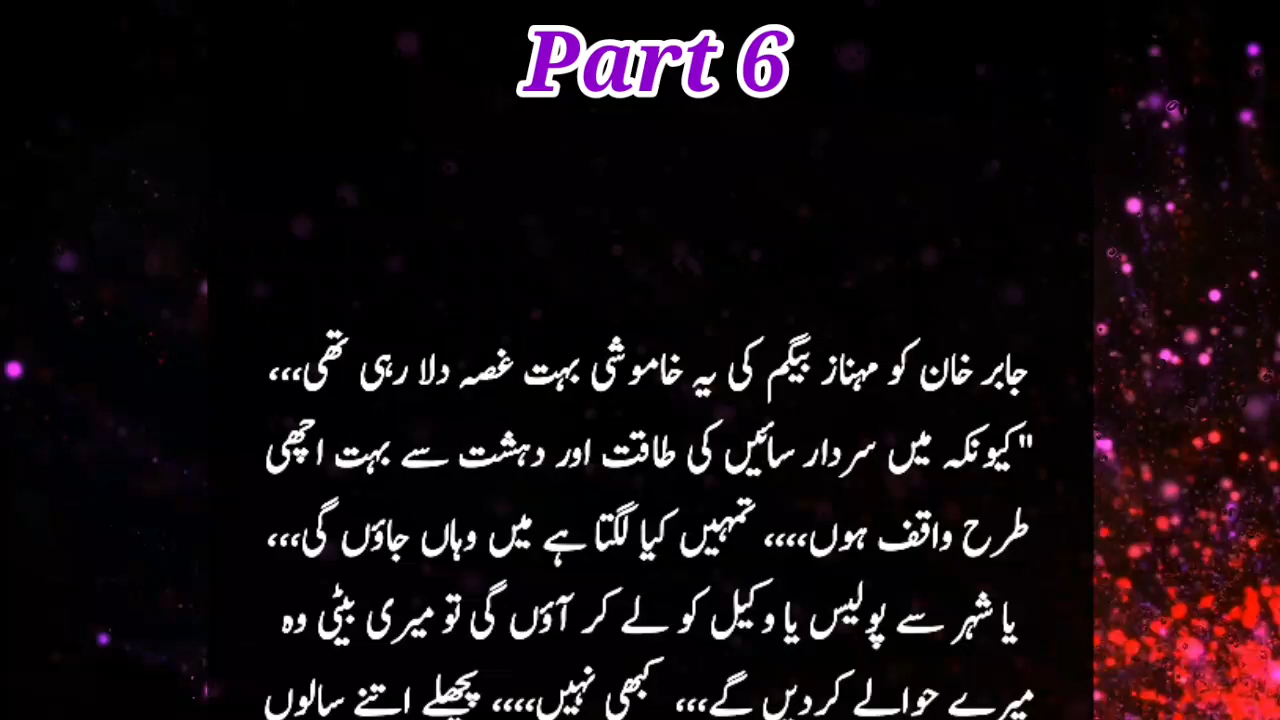 Part 6
جابر خان کو مہناز بیگم کی یہ خاموشی بہت غصہ دلا رہی تھی،،،
"کیونکہ میں سردار سائیں کی طاقت اور دہشت سے بہت اچھی
طرح واقف ہوں،،،، تمہیں کیا لگتا ہے میں وہاں جاؤں گی،،،
یا شہر سے پولیس یا وکیل کو لے کر آؤں گی تو میری بیٹی وہ
میرے حوالے کردیں گے،،، کبھی نہیں،،،، پچھلے اتنے سالوں